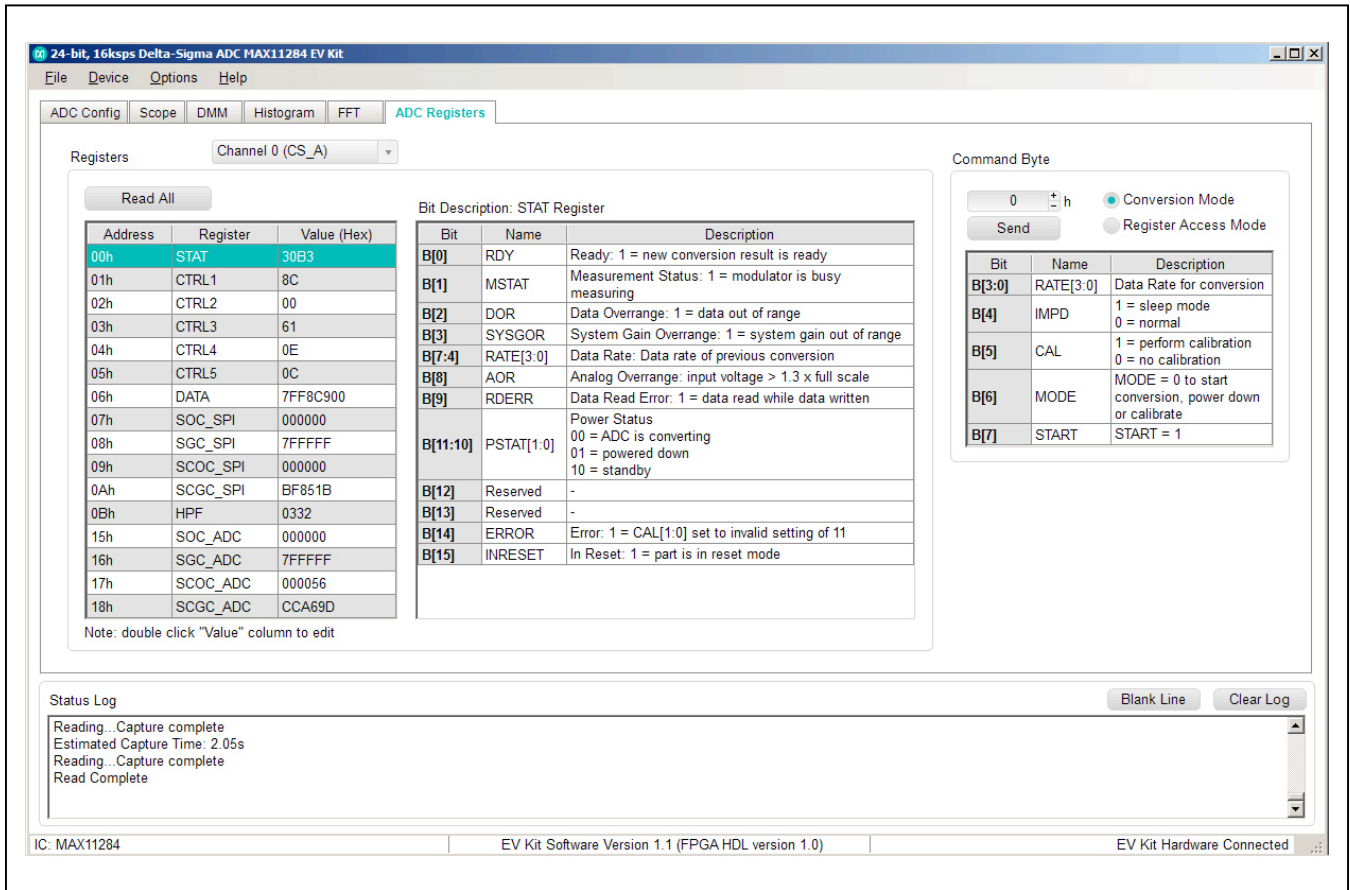 24-bit, 16ksps Delta-Sigma ADC MAX11284 EV Kit
File Device Options Help
ADC Config Scope DMM Histogram FFT ADC Registers
Registers Channel 0 (CS_A)
Read All
Address Register Value (Hex)
00h STAT 30B3
01h CTRL1 8C
02h CTRL2 00
03h CTRL3 61
04h CTRL4 0E
05h CTRL5 0C
06h DATA 7FF8C900
07h SOC_SPI 000000
08h SGC_SPI 7FFFFF
09h SCOC_SPI 000000
0Ah SCGC_SPI BF851B
0Bh HPF 0332
15h SOC_ADC 000000
16h SGC_ADC 7FFFFF
17h SCOC_ADC 000056
18h SCGC_ADC CCA69D
Note: double click "Value" column to edit
Bit Description: STAT Register
Bit Name Description
B[0] RDY Ready: 1 = new conversion result is ready
B[1] MSTAT Measurement Status: 1 = modulator is busy
measuring
B[2] DOR Data Overrange: 1 = data out of range
B[3] SYSGOR System Gain Overrange: 1 = system gain out of range
B[7:4] RATE[3:0] Data Rate: Data rate of previous conversion
B[8] AOR Analog Overrange: input voltage > 1.3 x full scale
B[9] RDERR Data Read Error: 1 = data read while data written
B[11:10] PSTAT[1:0] Power Status
00 = ADC is converting
01 = powered down
10 = standby
B[12] Reserved -
B[13] Reserved -
B[14] ERROR Error: 1 = CAL[1:0] set to invalid setting of 11
B[15] INRESET In Reset: 1 = part is in reset mode
Command Byte
0 h Conversion Mode
Send Register Access Mode
Bit Name Description
B[3:0] RATE[3:0] Data Rate for conversion
B[4] IMPD 1 = sleep mode
0 = normal
B[5] CAL 1 = perform calibration
0 = no calibration
B[6] MODE MODE = 0 to start
conversion, power down
or calibrate
B[7] START START = 1
Status Log Blank Line Clear Log
Reading...Capture complete
Estimated Capture Time: 2.05s
Reading...Capture complete
Read Complete
IC: MAX11284 EV Kit Software Version 1.1 (FPGA HDL version 1.0) EV Kit Hardware Connected